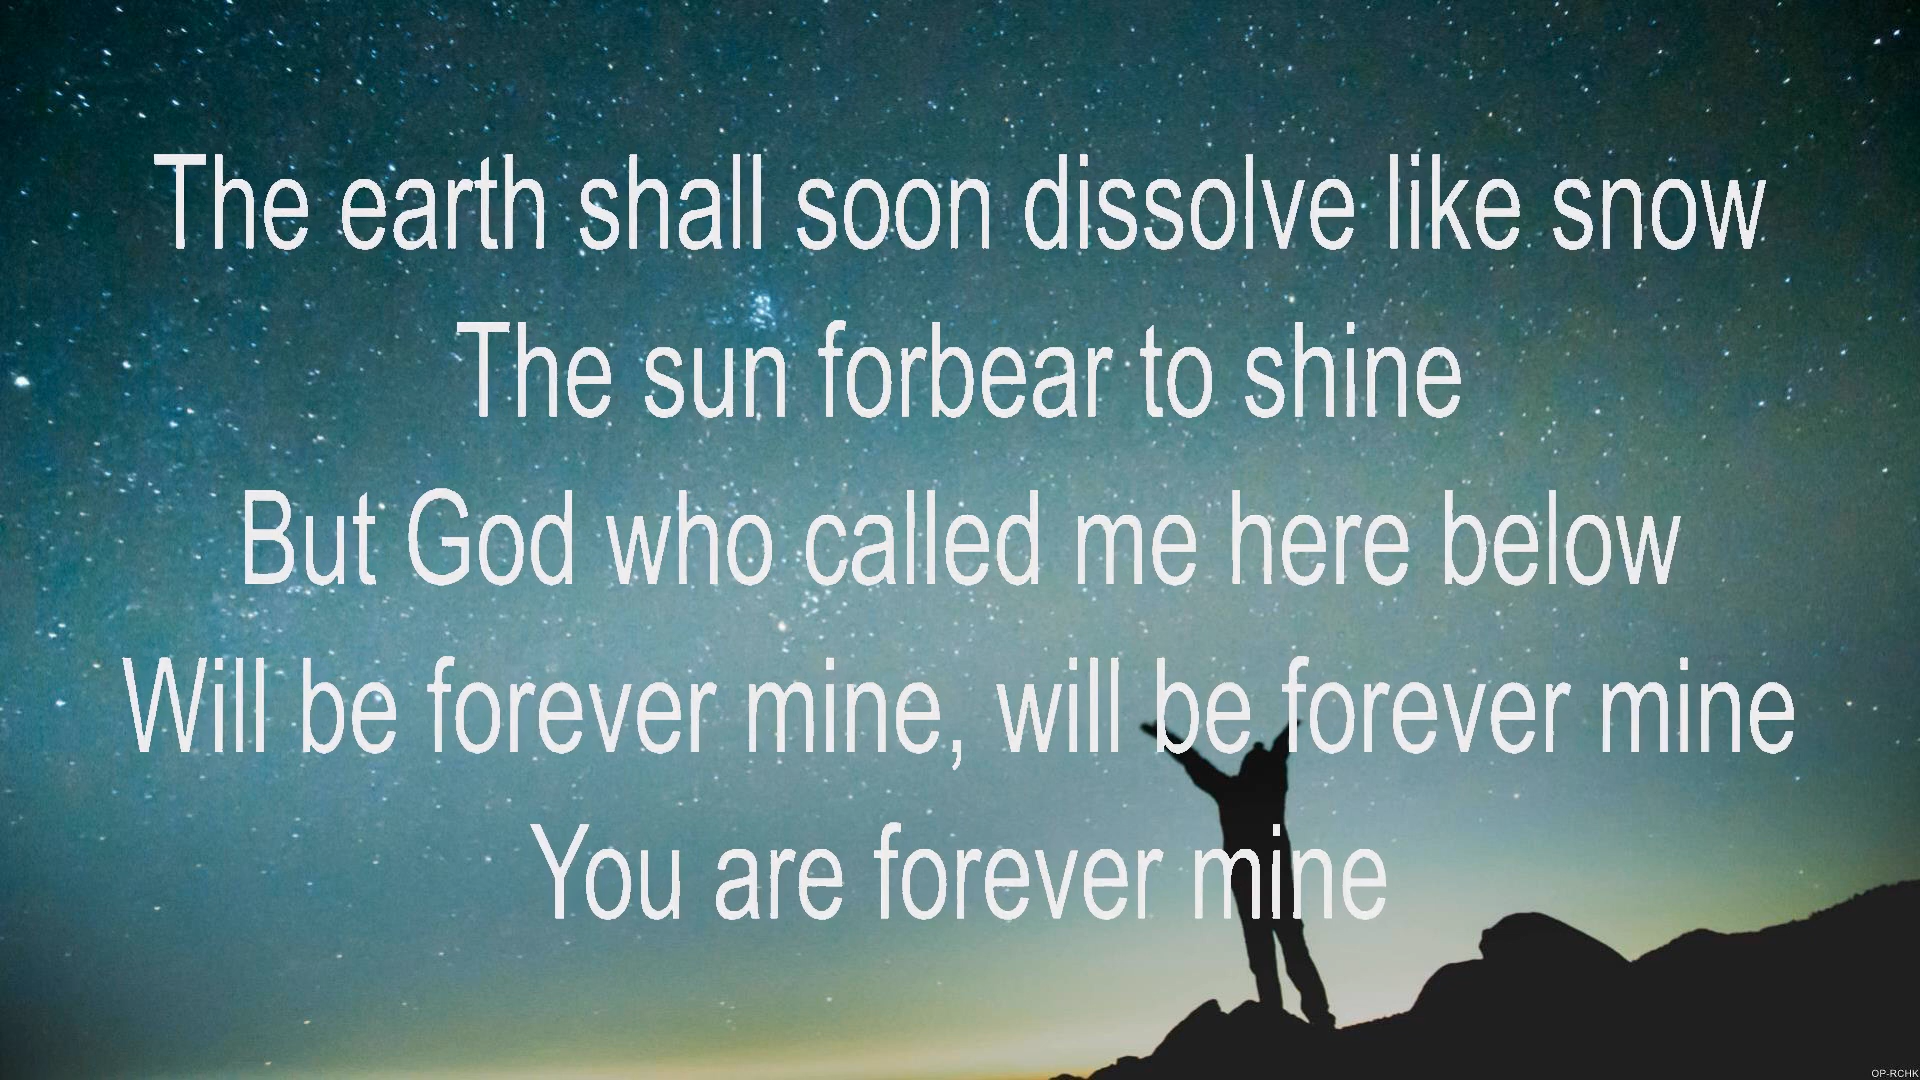 The earth shall soon dissolve like snow
The sun forbear to shine
But God who called me here below
Will be forever mine, will be forever mine
You are forever mine
OP-RCHK